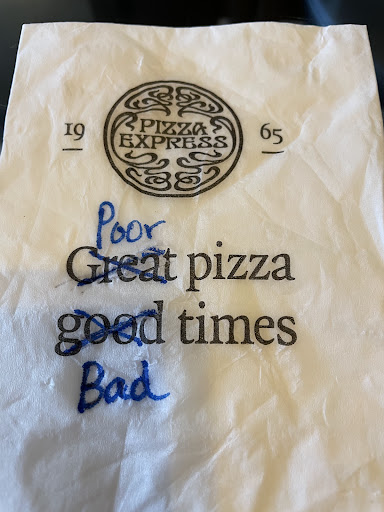 19 PIZZA EXPRESS 65
Poor
Great pizza
good times
Bad